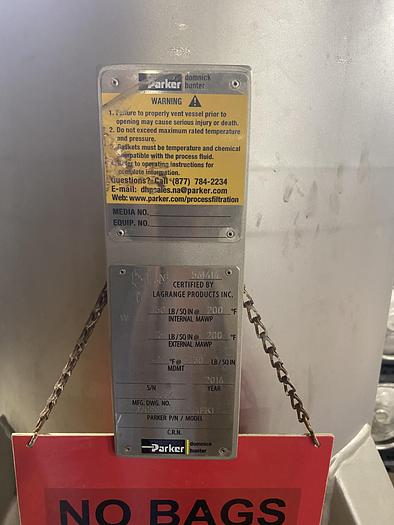 Parker domnick
hunter
WARNING
1. Failure to properly vent vessel prior to
opening may cause serious injury or death.
2. Do not exceed maximum rated temperature
and pressure.
3. Gaskets must be temperature and chemical
compatible with the process fluid.
4. Refer to operating instructions for
complete information.
Questions? Call (877) 784-2234
E-mail: dhpsales.na@parker.com
Web: www.parker.com/processfiltration
MEDIA NO.
EQUIP. NO.
CERTIFIED BY
LAGRANGE PRODUCTS INC.
LB / SQ IN @ 200 °F
INTERNAL MAWP
LB / SQ IN @ 200 °F
EXTERNAL MAWP
°F @ LB / SQ IN
MDMT
2014
S/N YEAR
MFG. DWG. NO.
PARKER P/N / MODEL
C.R.N.
Parker domnick
hunter
NO BAGS